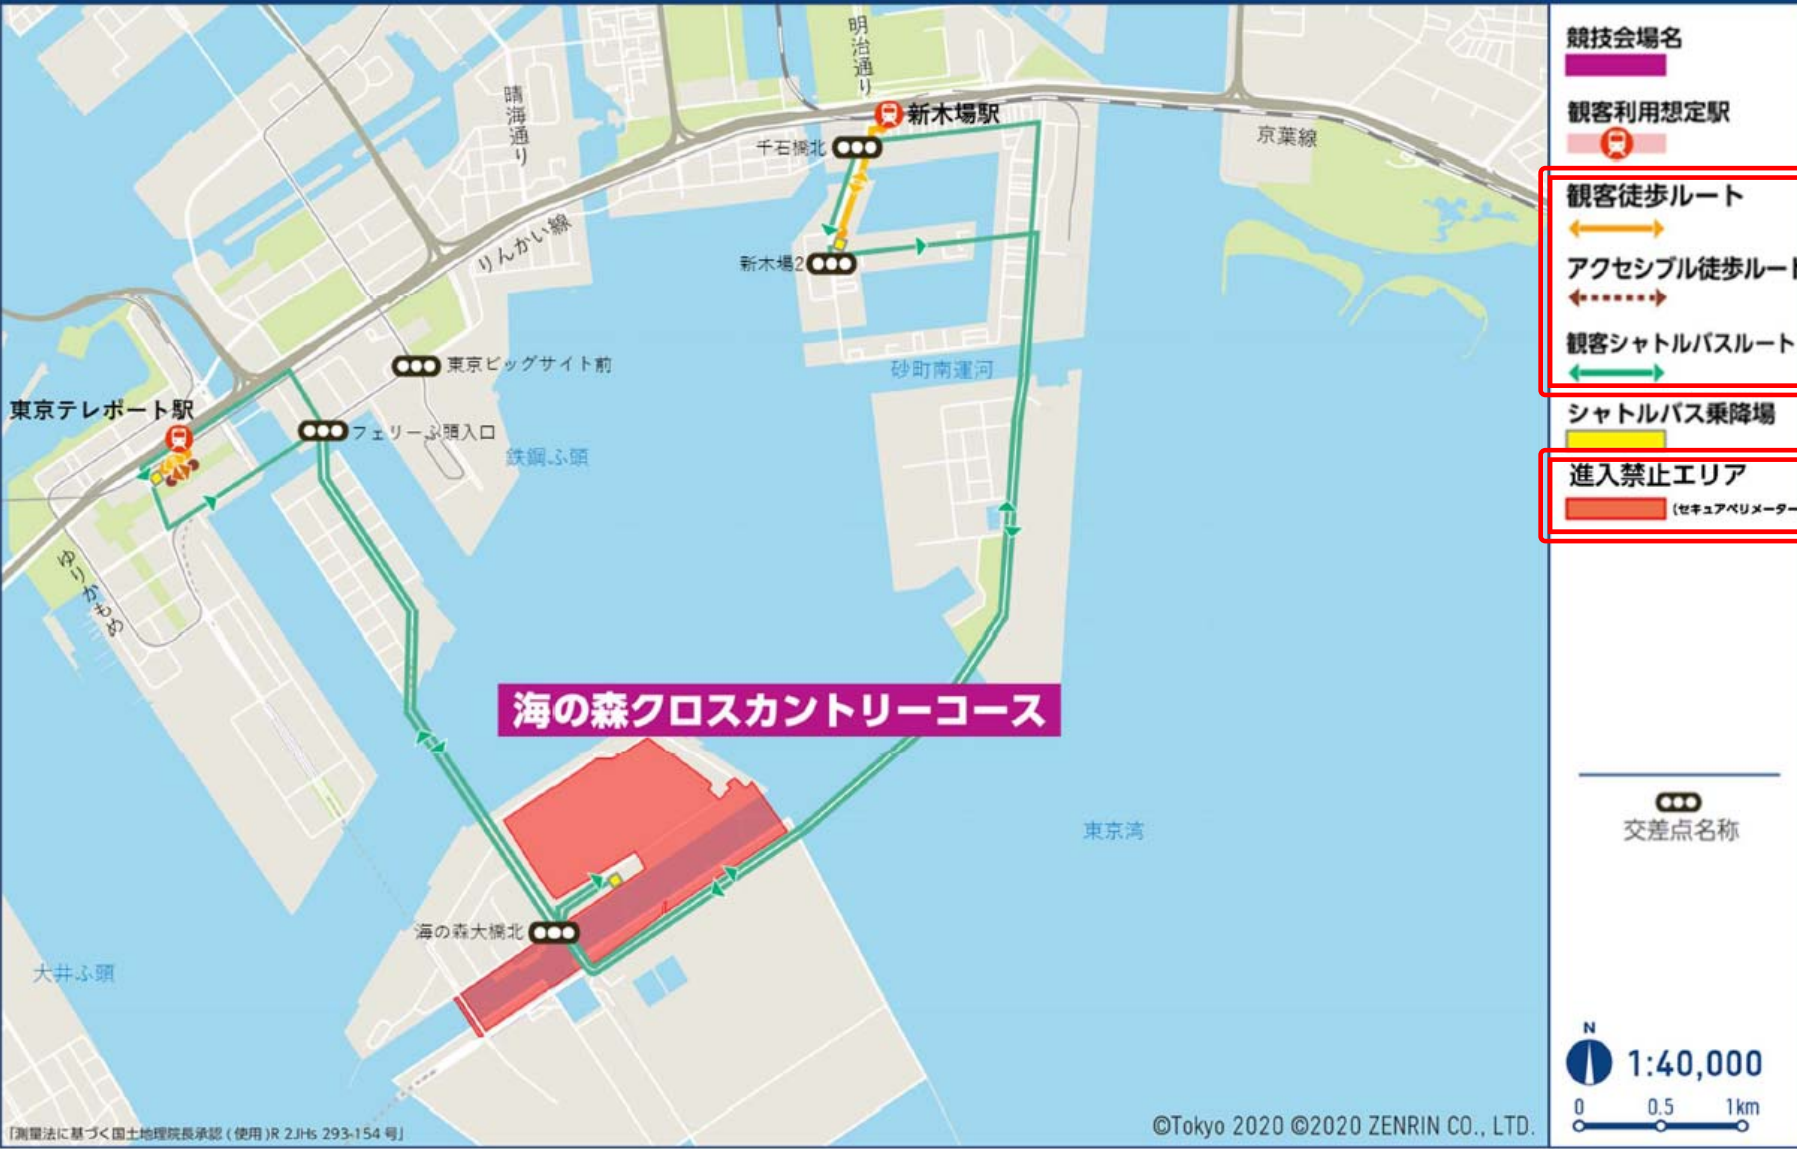 明治通り
晴海通り
新木場駅
千石橋北
京葉線
りんかい線
新木場2
東京ビッグサイト前
砂町南運河
東京テレポート駅
フェリーふ頭入口
鉄鋼ふ頭
ゆりかもめ
海の森クロスカントリーコース
東京湾
海の森大橋北
大井ふ頭
「測量法に基づく国土地理院長承認(使用)R 2JHs 293-154 号」
©Tokyo 2020 ©2020 ZENRIN CO., LTD.
競技会場名
観客利用想定駅
観客徒歩ルート
アクセシブル徒歩ルート
観客シャトルバスルート
シャトルバス乗降場
進入禁止エリア
(セキュアペリメーター
交差点名称
N
1:40,000
0 0.5 1km